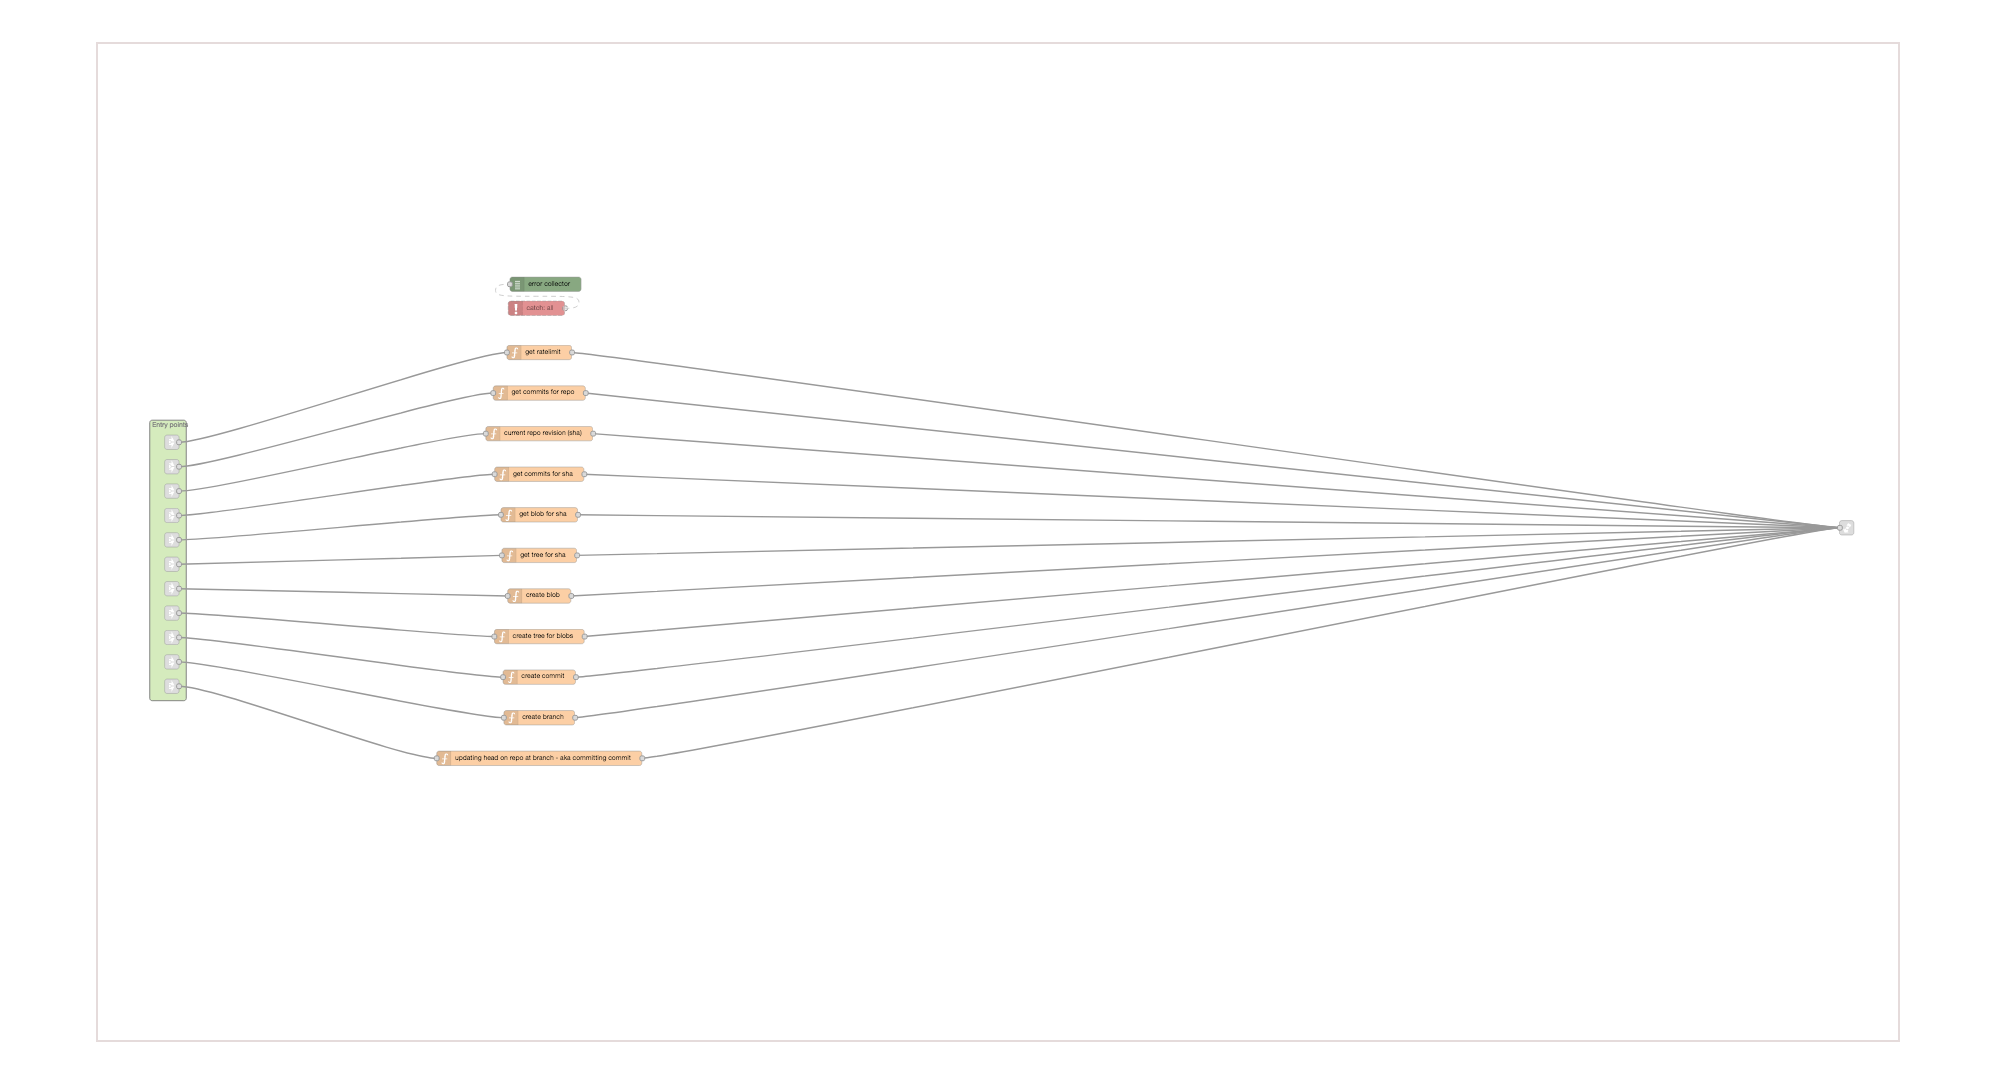 error collector
catch: all
get ratelimit
get commits for repo
Entry points
current repo revision (sha)
get commits for sha
get blob for sha
get tree for sha
create blob
create tree for blobs
create commit
create branch
updating head on repo at branch - aka committing commit